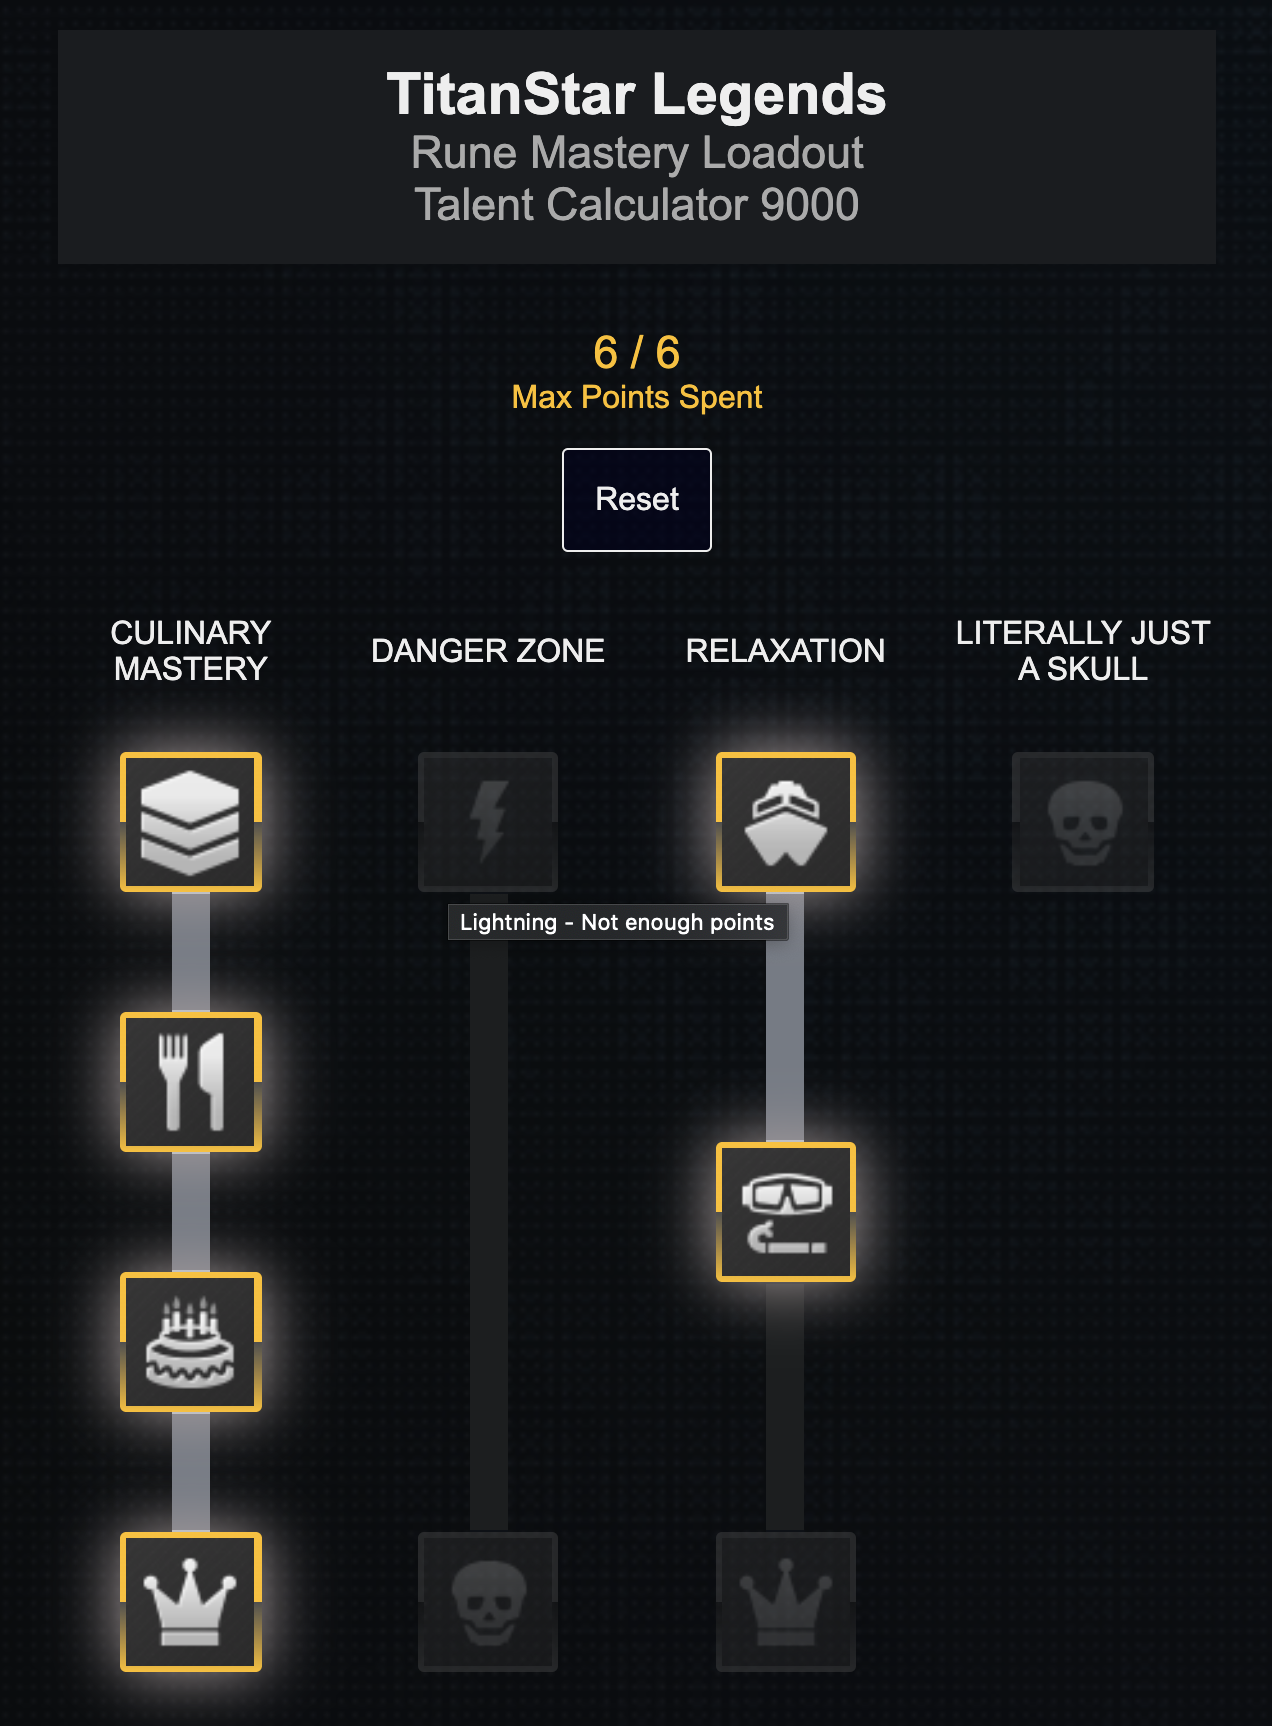 TitanStar Legends
Rune Mastery Loadout
Talent Calculator 9000
6 / 6
Max Points Spent
Reset
CULINARY
MASTERY
DANGER ZONE
RELAXATION
LITERALLY JUST
A SKULL
Lightning - Not enough points